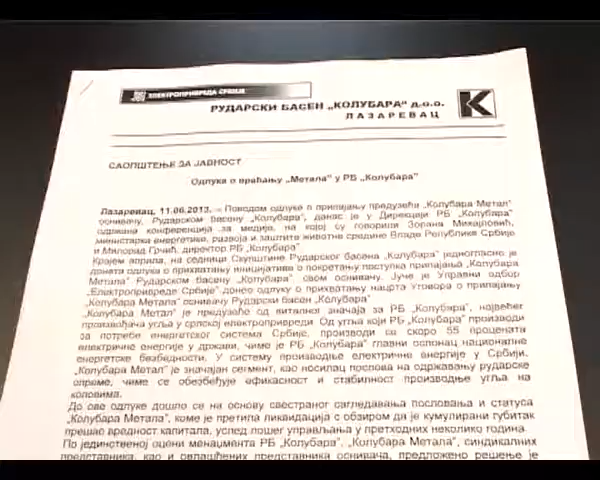 ЕЛЕКТРОПРИВРЕДА СРБИЈЕ
РУДАРСКИ БАСЕН „КОЛУБАРА“ д.о.о.
ЛАЗАРЕВАЦ
САОПШТЕЊЕ ЗА ЈАВНОСТ
Одлука о враћању „Метала“ у РБ „Колубара“
Лазаревац, 11.06.2013. – Поводом одлуке о припајању предузећа „Колубара Метал“
оснивачу, Рударском басену „Колубара“, данас је у Дирекцији РБ „Колубара“
одржана конференција за медије, на којој су говорили Зорана Михајловић,
министарка енергетике, развоја и заштите животне средине Владе Републике Србије
и Милорад Грчић, директор РБ „Колубара“
Крајем априла, на седници Скупштине Рударског басена „Колубара“ једногласно је
доната одлука о прихватању иницијативе о покретању поступка припајања „Колубара
Метала“ Рударском басену „Колубара“ свом оснивачу. Јуче је Управни одбор
„Електропривреде Србије“ донео одлуку о прихватању нацрта Уговора о припајању
„Колубара Метала“ оснивачу Рударски басен „Колубара“
„Колубара Метал“ је предузеће од виталног значаја за РБ „Колубара“, највећег
произвођача угља у српској електропривреди. Од угља који РБ „Колубара“ производи
за потребе енергетског система Србије, производи се скоро 55 процената
електричне енергије у држави, чиме је РБ „Колубара“ главни ослонац националне
енергетске безбедности. У систему производње електричне енергије у Србији,
„Колубара Метал“ је значајан сегмент, као носилац послова на одржавању рударске
опреме, чиме се обезбеђује ефикасност и стабилност производње угља на
коповима.
До ове одлуке дошло се на основу свестраног сагледавања пословања и статуса
„Колубара Метала“, коме је претила ликвидација с обзиром да је кумулирани губитак
прешао вредност капитала, услед лошег управљања у претходних неколико година.
По јединственој оцени менаџмента РБ „Колубара“, „Колубара Метала“, синдикалних
представника, као и овлашћених представника оснивача, предложено решење је